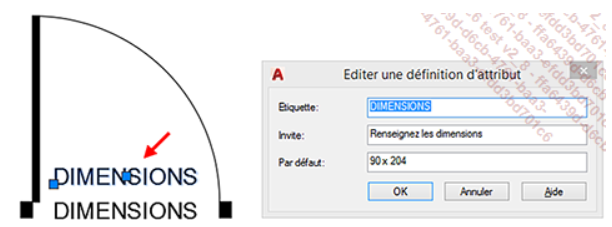 DIMENSIONS
DIMENSIONS
A
Editer une définition d'attribut
Etiquette:
DIMENSIONS
Invite:
Renseignez les dimensions
Par défaut:
90 x 204
OK
Annuler
Aide